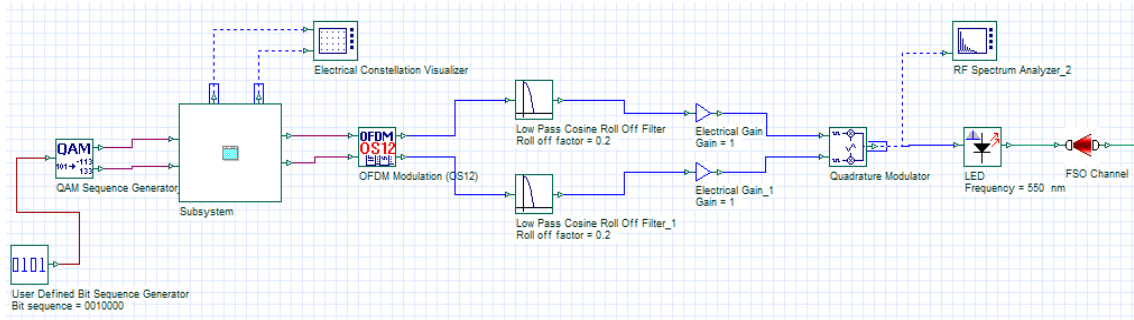 Electrical Constellation Visualizer
RF Spectrum Analyzer_2
QAM
101 → -113
133
QAM Sequence Generator
Subsystem
OFDM
OS12
OFDM Modulation (OS12)
Low Pass Cosine Roll Off Filter
Roll off factor = 0.2
Electrical Gain
Gain = 1
Low Pass Cosine Roll Off Filter_1
Roll off factor = 0.2
Electrical Gain_1
Gain = 1
Quadrature Modulator
LED
Frequency = 550 nm
FSO Channel
0101
User Defined Bit Sequence Generator
Bit sequence = 0010000